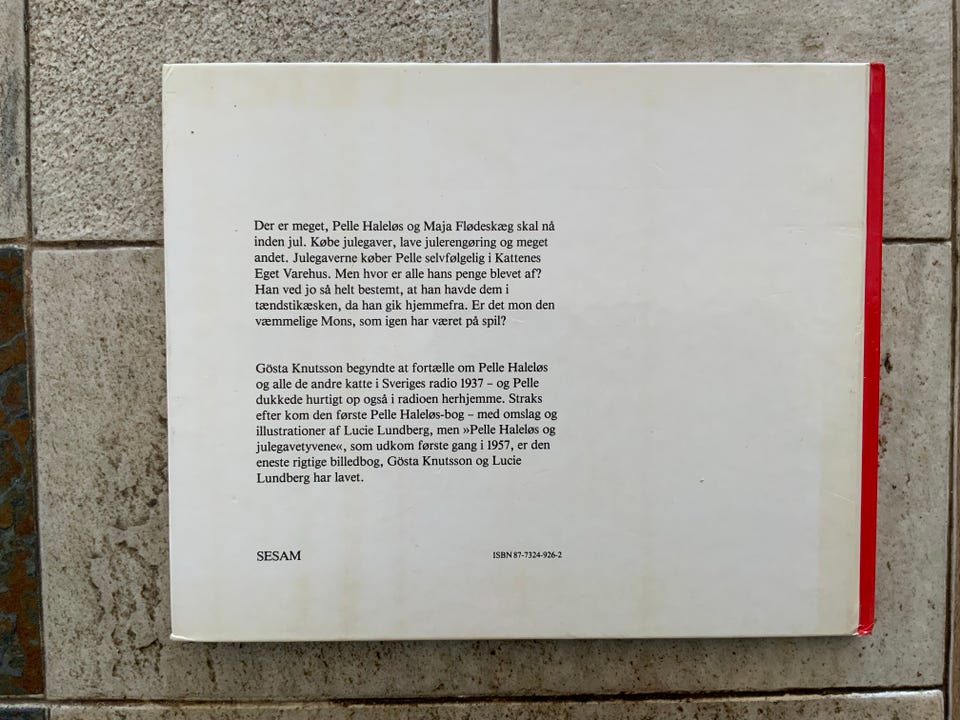 Der er meget, Pelle Haleløs og Maja Flødeskæg skal nå
inden jul. Købe julegaver, lave julerengøring og meget
andet. Julegaverne køber Pelle selvfølgelig i Kattenes
Eget Varehus. Men hvor er alle hans penge blevet af?
Han ved jo så helt bestemt, at han havde dem i
tændstikæsken, da han gik hjemmefra. Er det mon den
væmmelige Mons, som igen har været på spil?
Gösta Knutsson begyndte at fortælle om Pelle Haleløs
og alle de andre katte i Sveriges radio 1937 – og Pelle
dukkede hurtigt op også i radioen herhjemme. Straks
efter kom den første Pelle Haleløs-bog – med omslag og
illustrationer af Lucie Lundberg, men »Pelle Haleløs og
julegavetyvene«, som udkom første gang i 1957, er den
eneste rigtige billedbog, Gösta Knutsson og Lucie
Lundberg har lavet.
SESAM ISBN 87-7324-926-2